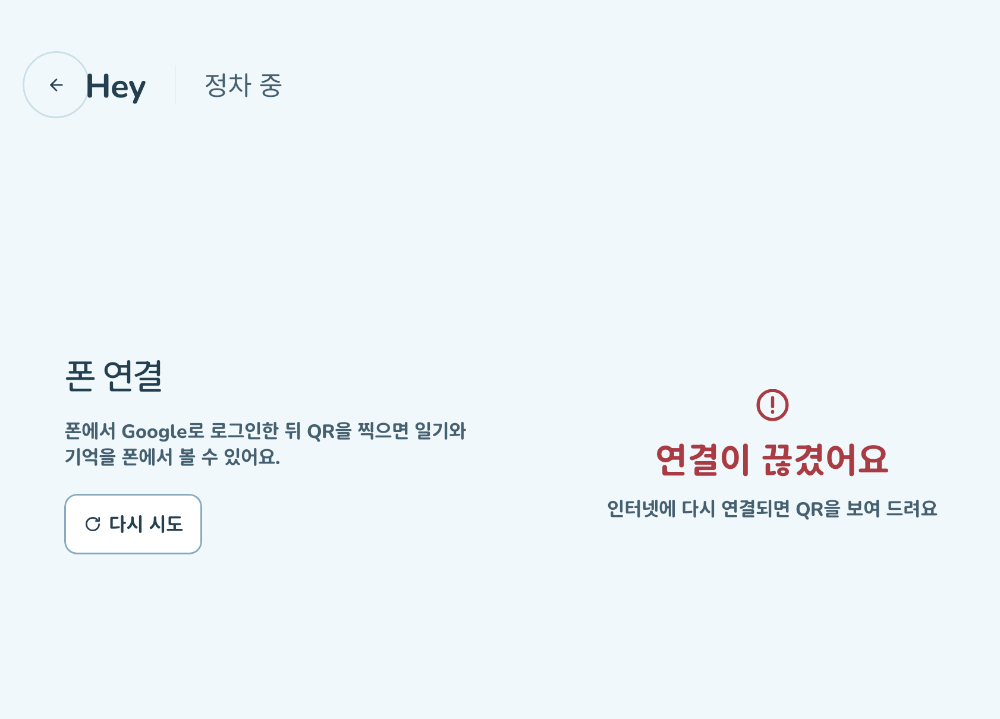 Hey
정차 중
폰 연결
폰에서 Google로 로그인한 뒤 QR을 찍으면 일기와
기억을 폰에서 볼 수 있어요.
다시 시도
연결이 끊겼어요
인터넷에 다시 연결되면 QR을 보여 드려요